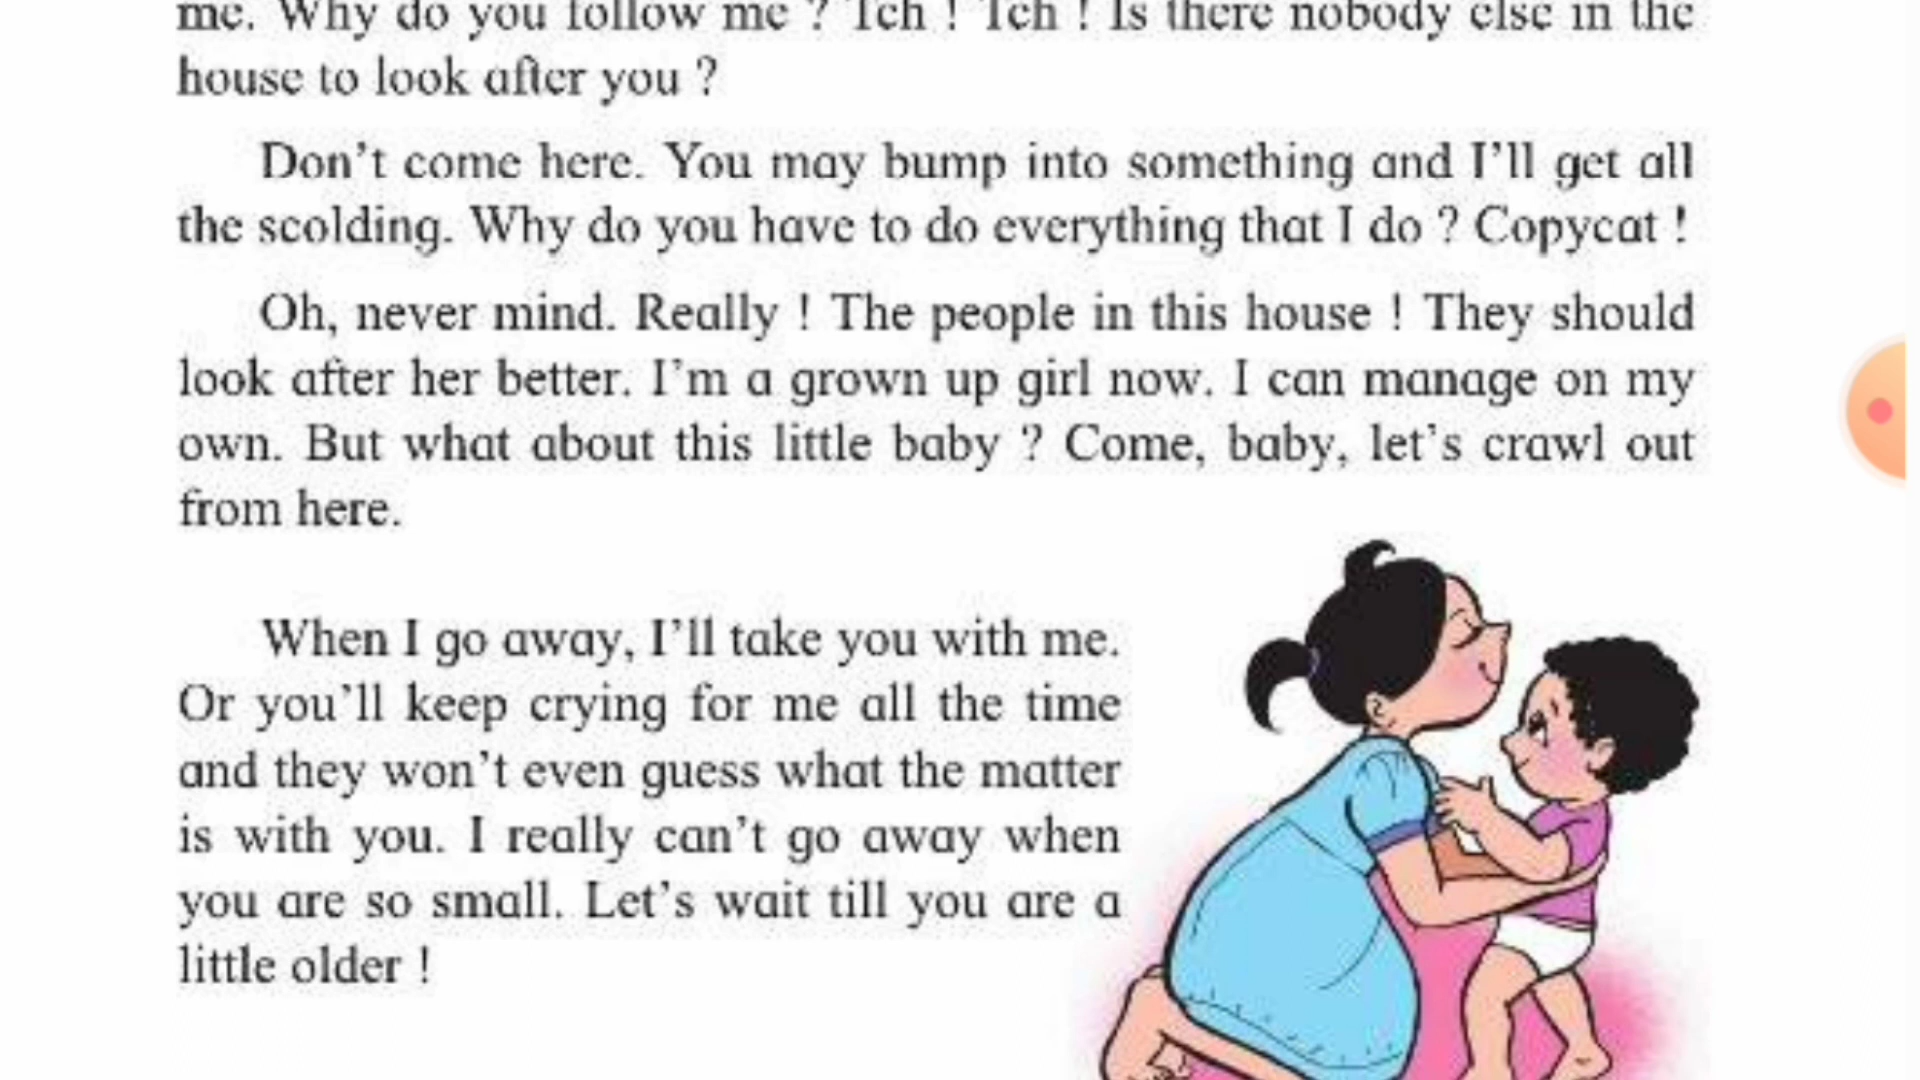 me. Why do you follow me ? Tch ! Tch ! Is there nobody else in the
house to look after you ?
Don’t come here. You may bump into something and I’ll get all
the scolding. Why do you have to do everything that I do ? Copycat !
Oh, never mind. Really ! The people in this house ! They should
look after her better. I’m a grown up girl now. I can manage on my
own. But what about this little baby ? Come, baby, let’s crawl out
from here.
When I go away, I’ll take you with me.
Or you’ll keep crying for me all the time
and they won’t even guess what the matter
is with you. I really can’t go away when
you are so small. Let’s wait till you are a
little older !